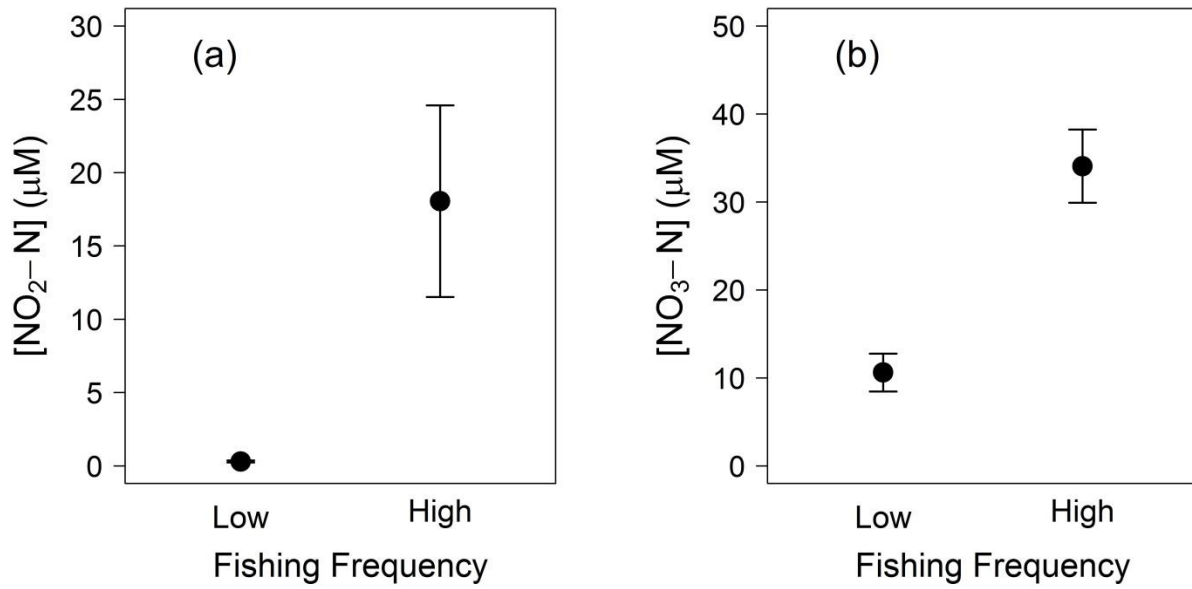 (a)
[NO₂– N] (μM)
30
25
20
15
10
5
0
Low
High
Fishing Frequency
(b)
[NO₃– N] (μM)
50
40
30
20
10
0
Low
High
Fishing Frequency